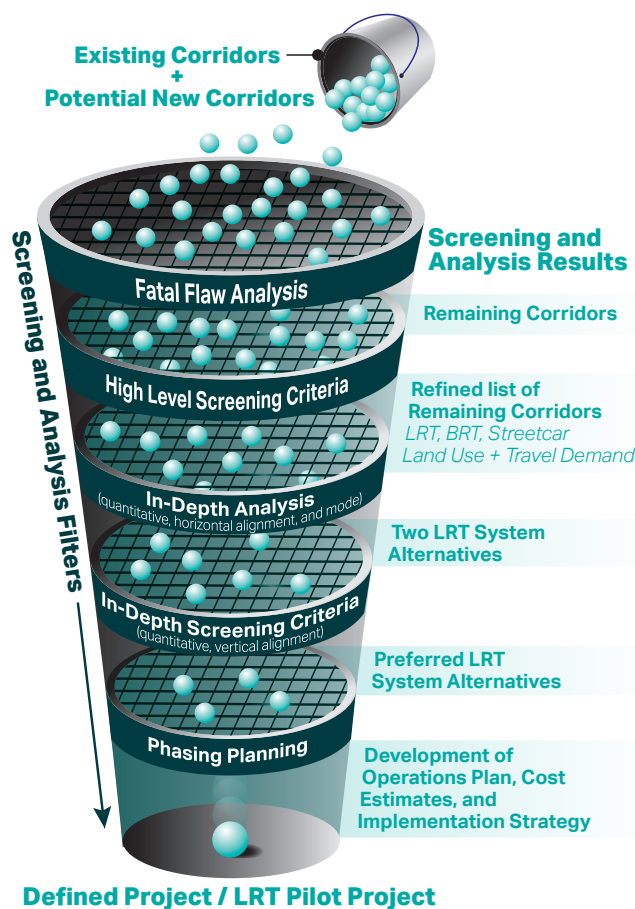 Existing Corridors
+
Potential New Corridors
Screening and Analysis Filters
Screening and
Analysis Results
Fatal Flaw Analysis
Remaining Corridors
High Level Screening Criteria
Refined list of
Remaining Corridors
LRT, BRT, Streetcar
Land Use + Travel Demand
In-Depth Analysis
(quantitative, horizontal alignment, and mode)
Two LRT System
Alternatives
In-Depth Screening Criteria
(quantitative, vertical alignment)
Preferred LRT
System Alternatives
Phasing Planning
Development of
Operations Plan, Cost
Estimates, and
Implementation Strategy
Defined Project / LRT Pilot Project